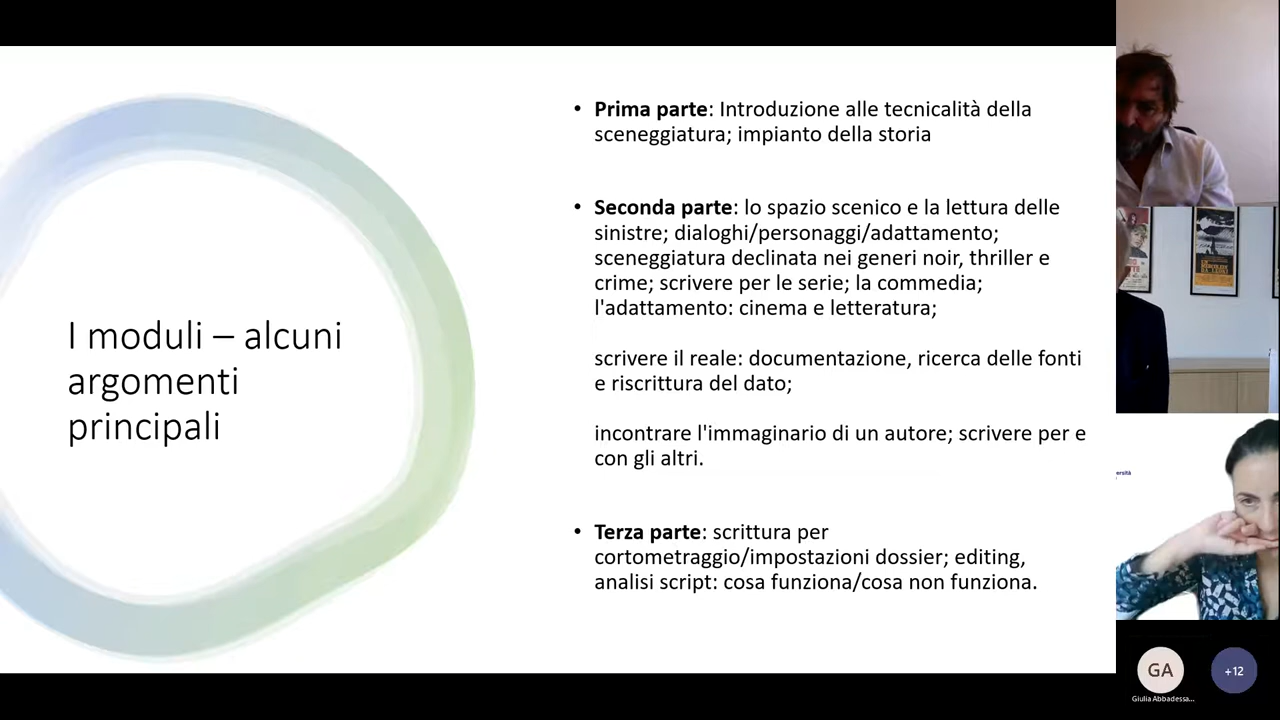 I moduli – alcuni
argomenti
principali
• Prima parte: Introduzione alle tecnicalità della
sceneggiatura; impianto della storia
• Seconda parte: lo spazio scenico e la lettura delle
sinistre; dialoghi/personaggi/adattamento;
sceneggiatura declinata nei generi noir, thriller e
crime; scrivere per le serie; la commedia;
l'adattamento: cinema e letteratura;
scrivere il reale: documentazione, ricerca delle fonti
e riscrittura del dato;
incontrare l'immaginario di un autore; scrivere per e
con gli altri.
• Terza parte: scrittura per
cortometraggio/impostazioni dossier; editing,
analisi script: cosa funziona/cosa non funziona.
ersità
GA
+12
Giulia Abbadessa...